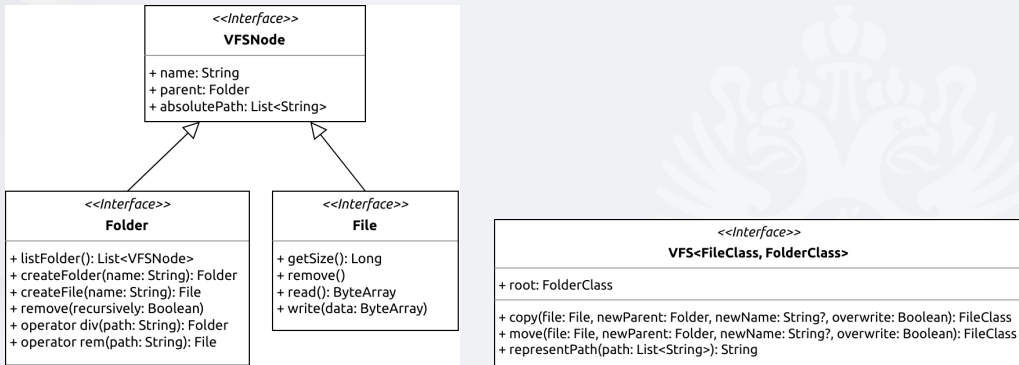 <<Interface>>
VFSNode
+ name: String
+ parent: Folder
+ absolutePath: List<String>
<<Interface>>
Folder
+ listFolder(): List<VFSNode>
+ createFolder(name: String): Folder
+ createFile(name: String): File
+ remove(recursively: Boolean)
+ operator div(path: String): Folder
+ operator rem(path: String): File
<<Interface>>
File
+ getSize(): Long
+ remove()
+ read(): ByteArray
+ write(data: ByteArray)
<<Interface>>
VFS<FileClass, FolderClass>
+ root: FolderClass
+ copy(file: File, newParent: Folder, newName: String?, overwrite: Boolean): FileClass
+ move(file: File, newParent: Folder, newName: String?, overwrite: Boolean): FileClass
+ representPath(path: List<String>): String